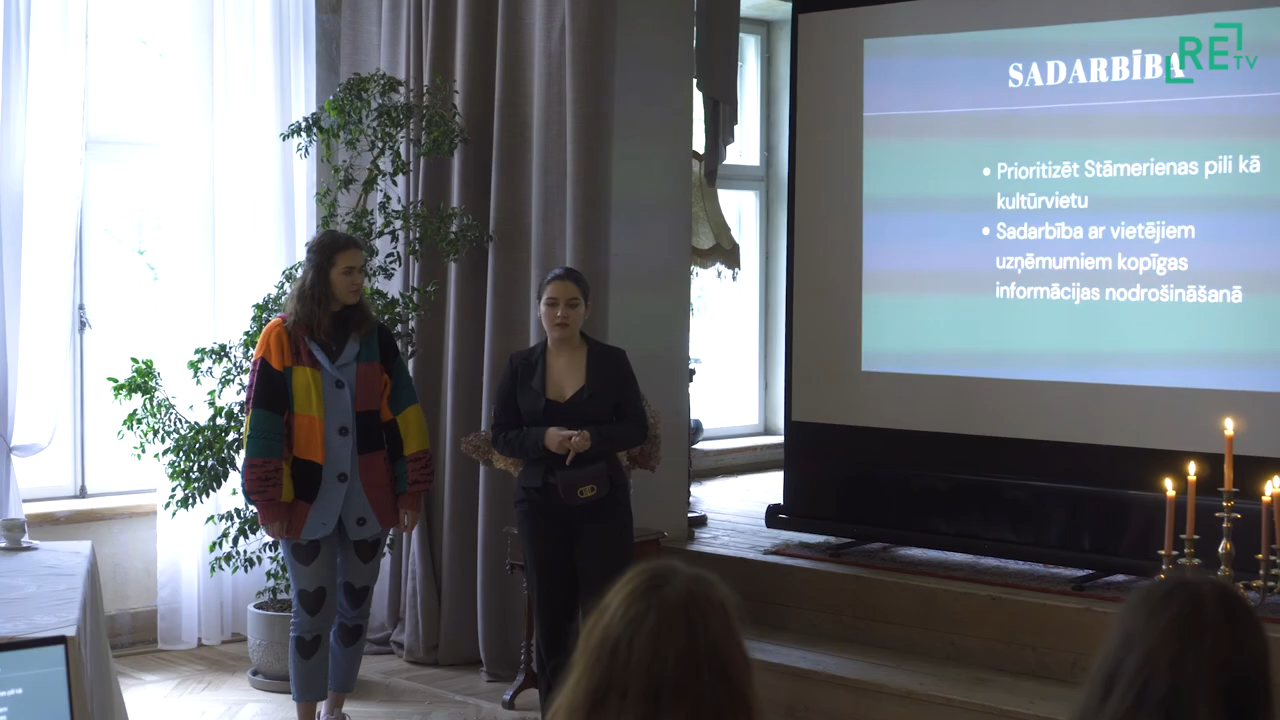 SADARBĪBA
RE TV
• Prioritizēt Stāmerienas pili kā
kultūrvietu
• Sadarbība ar vietējiem
uzņēmumiem kopīgas
informācijas nodrošināšanā